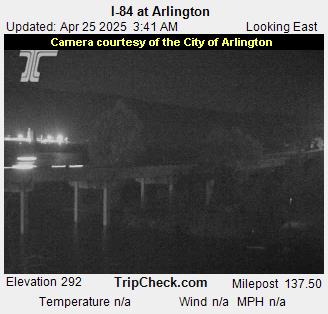 I-84 at Arlington
Updated: Apr 25 2025 3:41 AM Looking East
Camera courtesy of the City of Arlington
Elevation 292 TripCheck.com Milepost 137.50
Temperature n/a Wind n/a MPH n/a